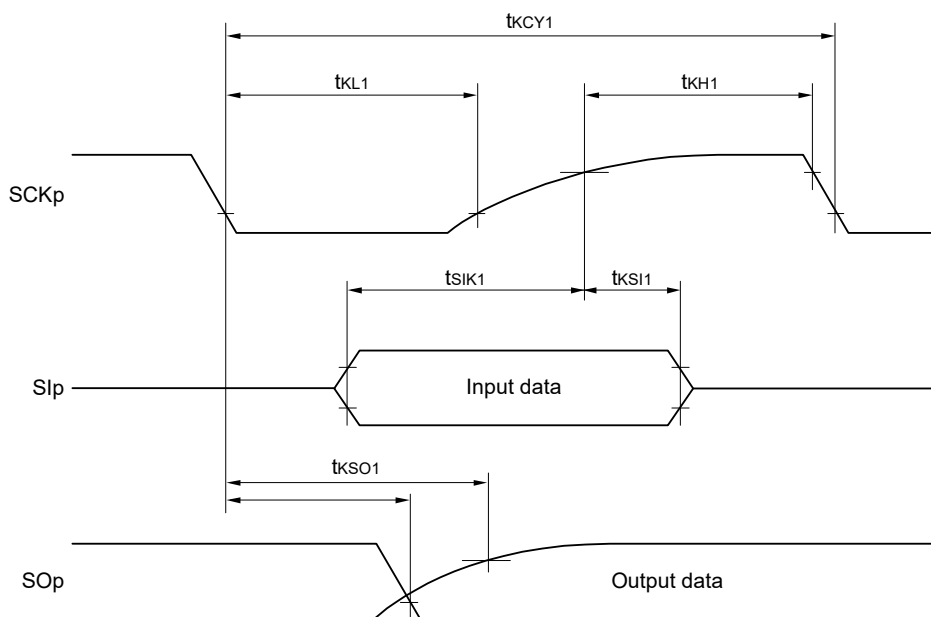 tKCY1
tKL1
tKH1
SCKp
tSIK1
tKSI1
SIp
Input data
tKSO1
SOp
Output data